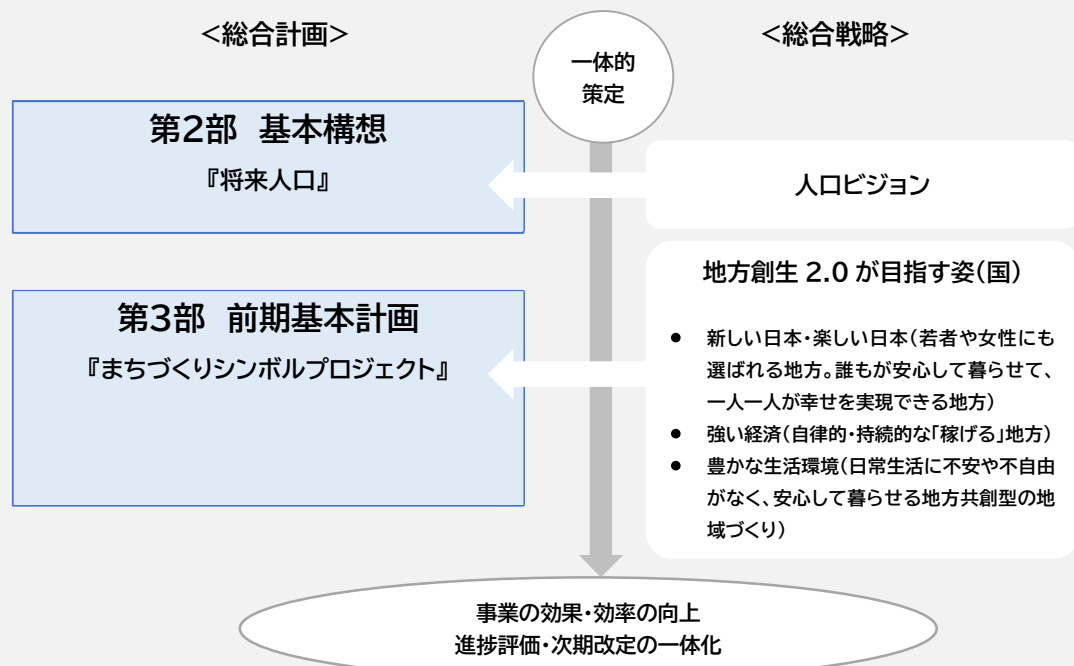 <総合計画>
一体的
策定
<総合戦略>
第2部 基本構想
『将来人口』
人口ビジョン
第3部 前期基本計画
『まちづくりシンボルプロジェクト』
地方創生 2.0 が目指す姿(国)
● 新しい日本・楽しい日本(若者や女性にも
選ばれる地方。誰もが安心して暮らせて、
一人一人が幸せを実現できる地方)
● 強い経済(自律的・持続的な「稼げる」地方)
● 豊かな生活環境(日常生活に不安や不自由
がなく、安心して暮らせる地方共創型の地
域づくり)
事業の効果・効率の向上
進捗評価・次期改定の一体化